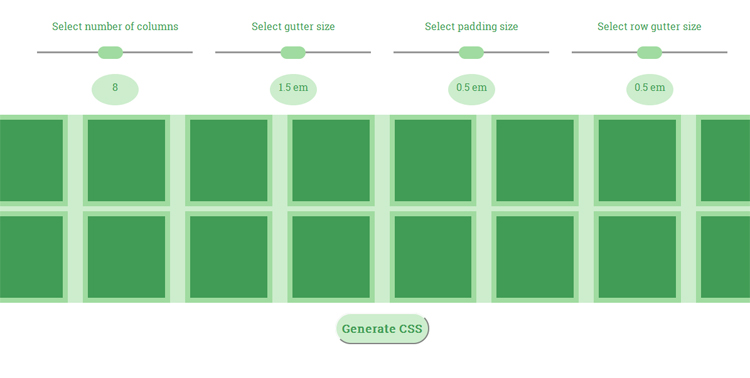 Select number of columns
Select gutter size
Select padding size
Select row gutter size
8
1.5 em
0.5 em
0.5 em
Generate CSS